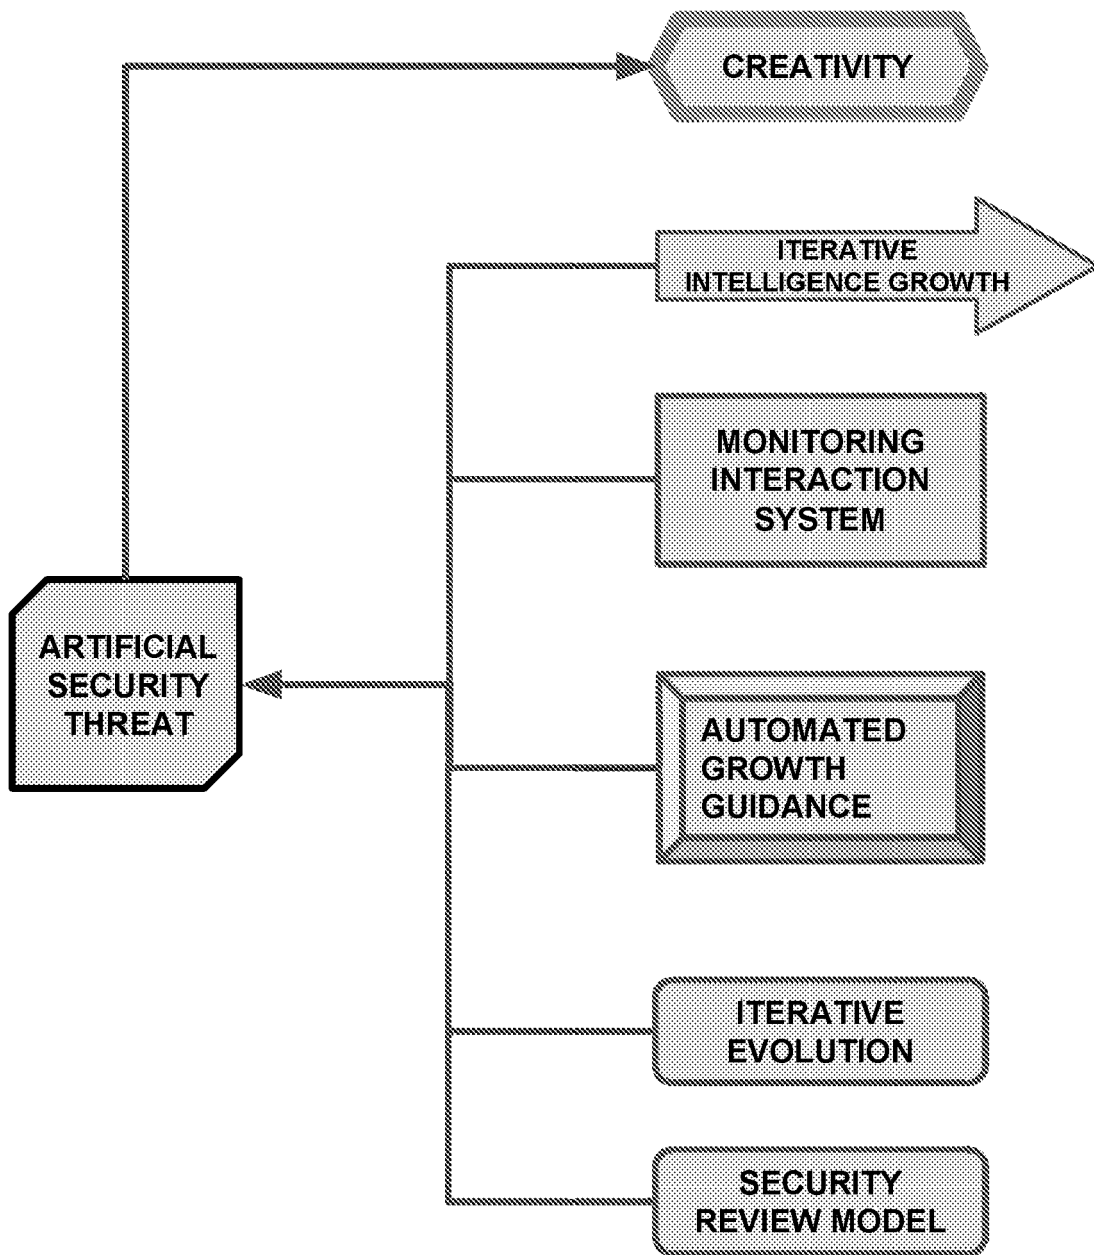 CREATIVITY
ITERATIVE
INTELLIGENCE GROWTH
MONITORING
INTERACTION
SYSTEM
ARTIFICIAL
SECURITY
THREAT
AUTOMATED
GROWTH
GUIDANCE
ITERATIVE
EVOLUTION
SECURITY
REVIEW MODEL